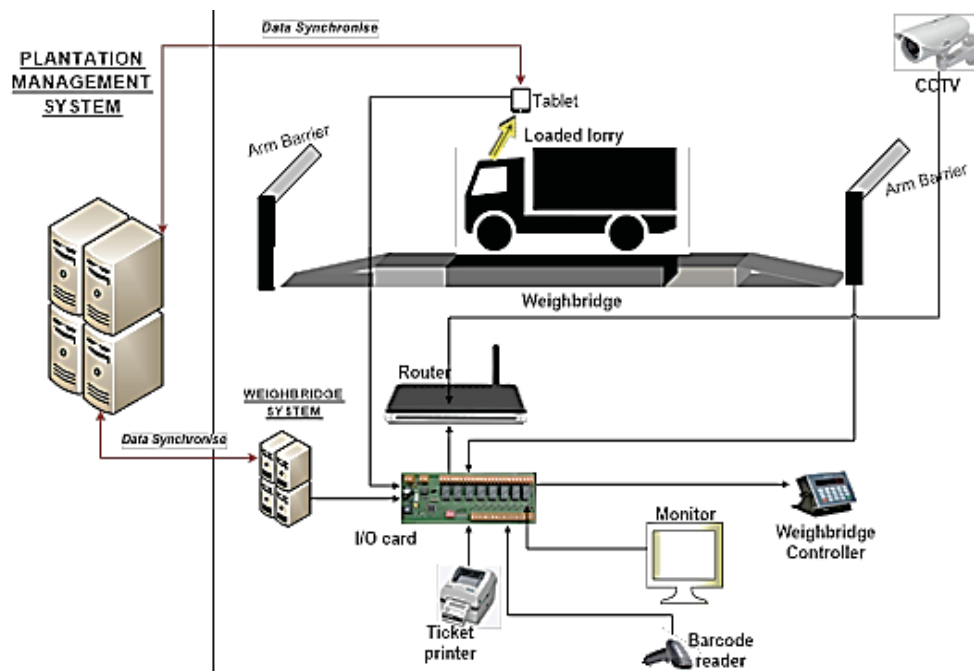 Data Synchronise
PLANTATION
MANAGEMENT
SYSTEM
CCTV
Tablet
Loaded lorry
Arm Barrier
Arm Barrier
Weighbridge
Router
WEIGHBRIDGE
SYSTEM
Data Synchronise
I/O card
Monitor
Weighbridge
Controller
Ticket
printer
Barcode
reader